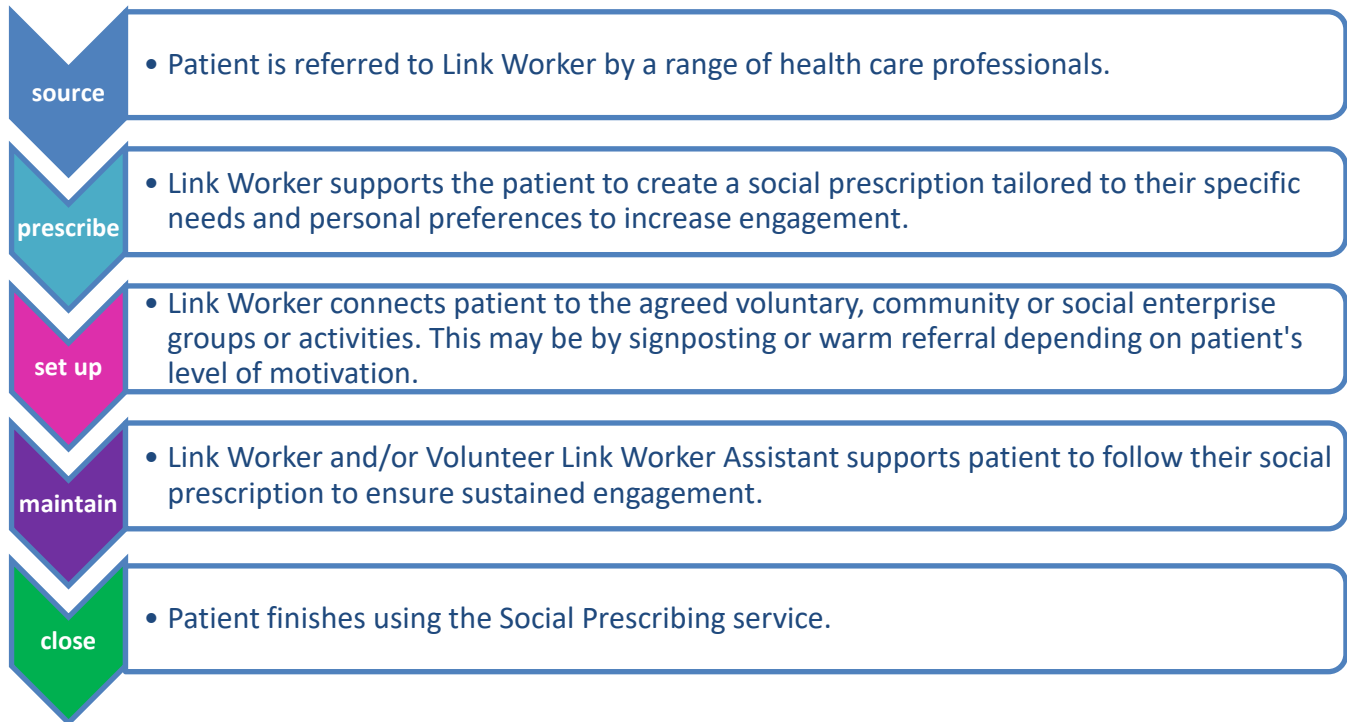 source
• Patient is referred to Link Worker by a range of health care professionals.
prescribe
• Link Worker supports the patient to create a social prescription tailored to their specific
needs and personal preferences to increase engagement.
set up
• Link Worker connects patient to the agreed voluntary, community or social enterprise
groups or activities. This may be by signposting or warm referral depending on patient's
level of motivation.
maintain
• Link Worker and/or Volunteer Link Worker Assistant supports patient to follow their social
prescription to ensure sustained engagement.
close
• Patient finishes using the Social Prescribing service.